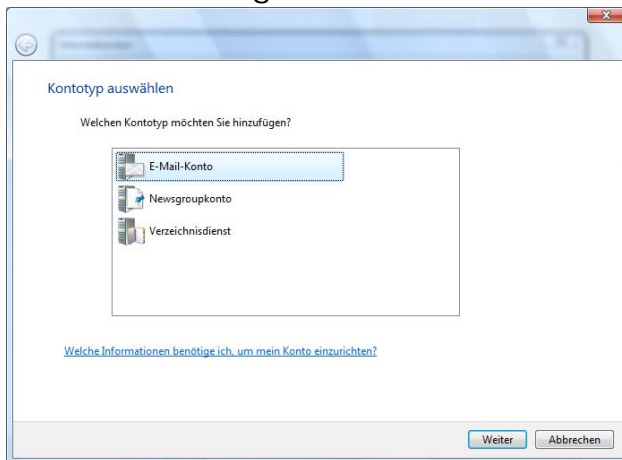 Kontotyp auswählen
Welchen Kontotyp möchten Sie hinzufügen?
E-Mail-Konto
Newsgroupkonto
Verzeichnisdienst
Welche Informationen benötige ich, um mein Konto einzurichten?
Weiter Abbrechen